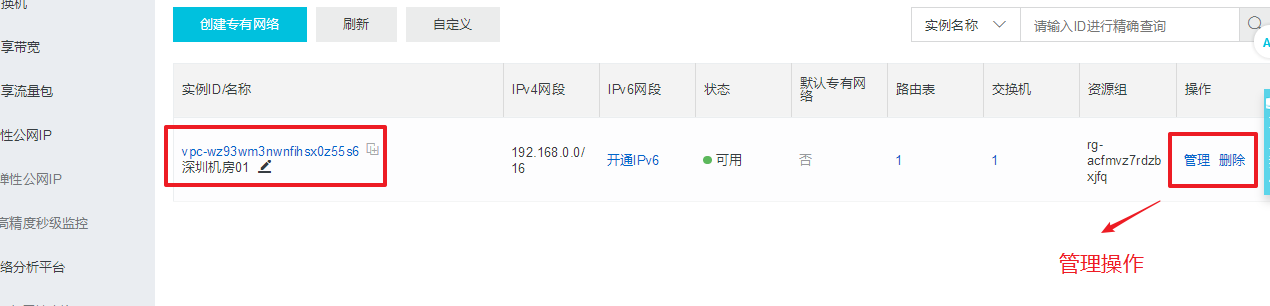 换机
创建专有网络 刷新 自定义 实例名称 请输入ID进行精确查询
享带宽
实例ID/名称 IPv4网段 IPv6网段 状态 默认专有网络 路由表 交换机 资源组 操作
享流量包
性公网IP
vpc-wz93wm3nwnfihsx0z55s6
深圳机房01
192.168.0.0/
16
开通IPv6 可用 否 1 1
rg-
acfmvz7rdzb
xjfq
管理 删除
弹性公网IP
高精度秒级监控
络分析平台
管理操作